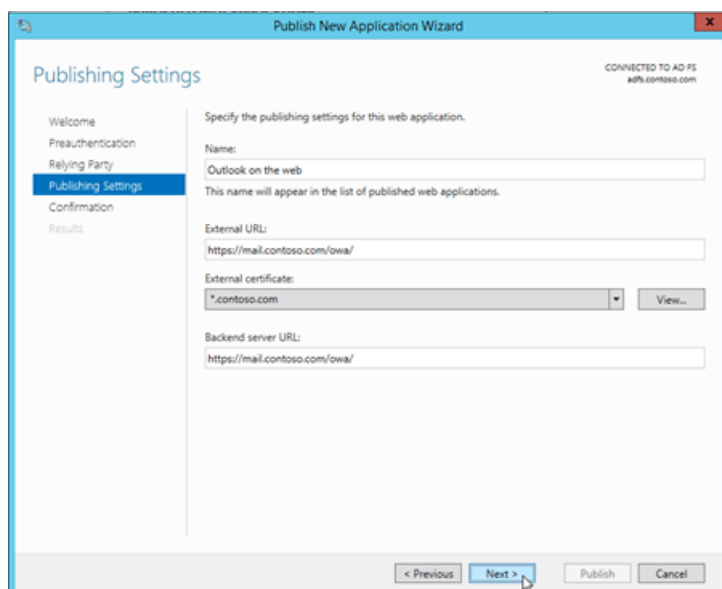 Publish New Application Wizard
x
Publishing Settings
CONNECTED TO AD FS
adfs.contoso.com
Welcome
Preauthentication
Relying Party
Publishing Settings
Confirmation
Results
Specify the publishing settings for this web application.
Name:
Outlook on the web
This name will appear in the list of published web applications.
External URL:
https://mail.contoso.com/owa/
External certificate:
*.contoso.com
View...
Backend server URL:
https://mail.contoso.com/owa/
< Previous
Next >
Publish
Cancel